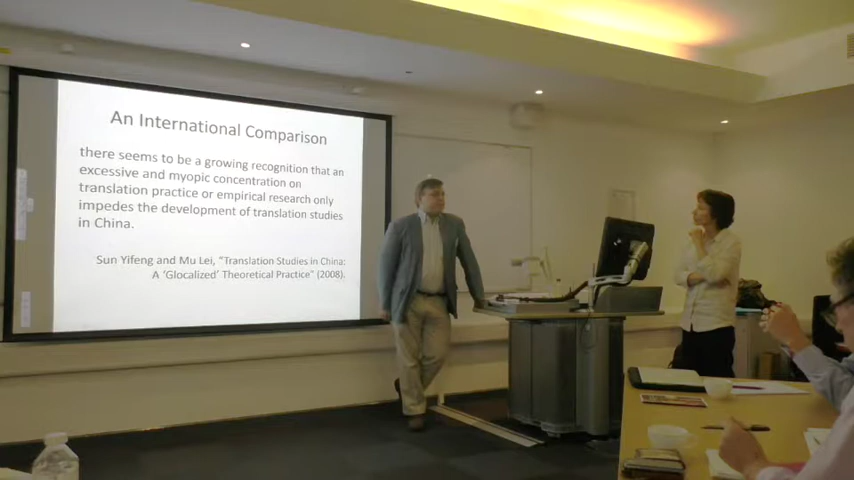 An International Comparison
there seems to be a growing recognition that an
excessive and myopic concentration on
translation practice or empirical research only
impedes the development of translation studies
in China.
Sun Yifeng and Mu Lei, "Translation Studies in China:
A 'Glocalized' Theoretical Practice" (2008).